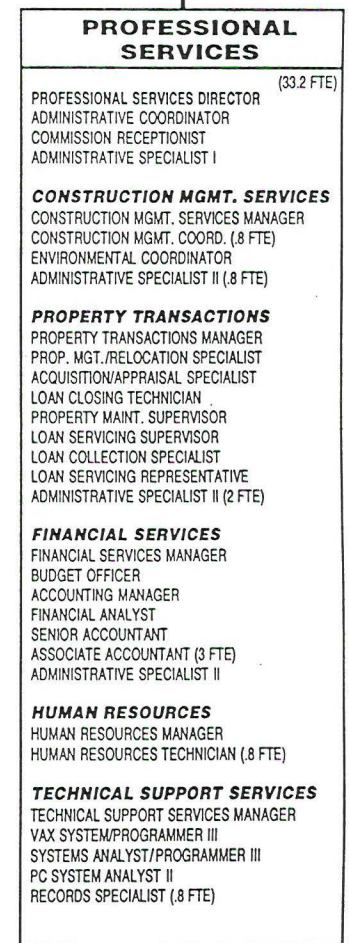 PROFESSIONAL
SERVICES
(33.2 FTE)
PROFESSIONAL SERVICES DIRECTOR
ADMINISTRATIVE COORDINATOR
COMMISSION RECEPTIONIST
ADMINISTRATIVE SPECIALIST I
CONSTRUCTION MGMT. SERVICES
CONSTRUCTION MGMT. SERVICES MANAGER
CONSTRUCTION MGMT. COORD. (.8 FTE)
ENVIRONMENTAL COORDINATOR
ADMINISTRATIVE SPECIALIST II (.8 FTE)
PROPERTY TRANSACTIONS
PROPERTY TRANSACTIONS MANAGER
PROP. MGT./RELOCATION SPECIALIST
ACQUISITION/APPRAISAL SPECIALIST
LOAN CLOSING TECHNICIAN
PROPERTY MAINT. SUPERVISOR
LOAN SERVICING SUPERVISOR
LOAN COLLECTION SPECIALIST
LOAN SERVICING REPRESENTATIVE
ADMINISTRATIVE SPECIALIST II (2 FTE)
FINANCIAL SERVICES
FINANCIAL SERVICES MANAGER
BUDGET OFFICER
ACCOUNTING MANAGER
FINANCIAL ANALYST
SENIOR ACCOUNTANT
ASSOCIATE ACCOUNTANT (3 FTE)
ADMINISTRATIVE SPECIALIST II
HUMAN RESOURCES
HUMAN RESOURCES MANAGER
HUMAN RESOURCES TECHNICIAN (.8 FTE)
TECHNICAL SUPPORT SERVICES
TECHNICAL SUPPORT SERVICES MANAGER
VAX SYSTEM/PROGRAMMER III
SYSTEMS ANALYST/PROGRAMMER III
PC SYSTEM ANALYST II
RECORDS SPECIALIST (.8 FTE)